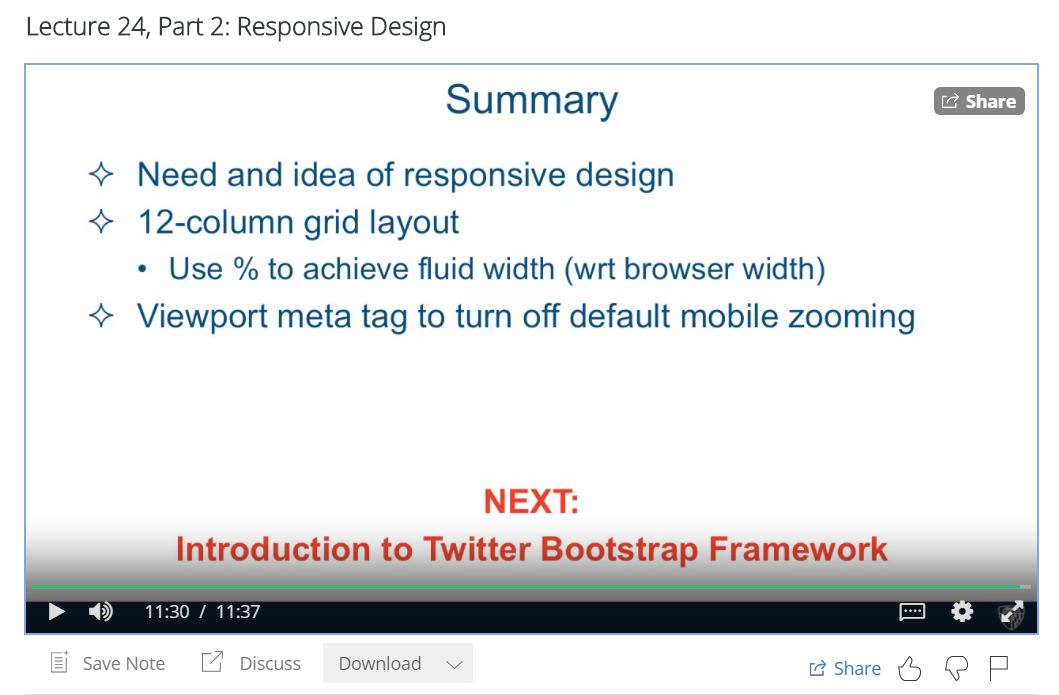 Lecture 24, Part 2: Responsive Design
Summary
Share
Need and idea of responsive design
12-column grid layout
• Use % to achieve fluid width (wrt browser width)
Viewport meta tag to turn off default mobile zooming
NEXT:
Introduction to Twitter Bootstrap Framework
11:30 / 11:37
Save Note Discuss Download Share